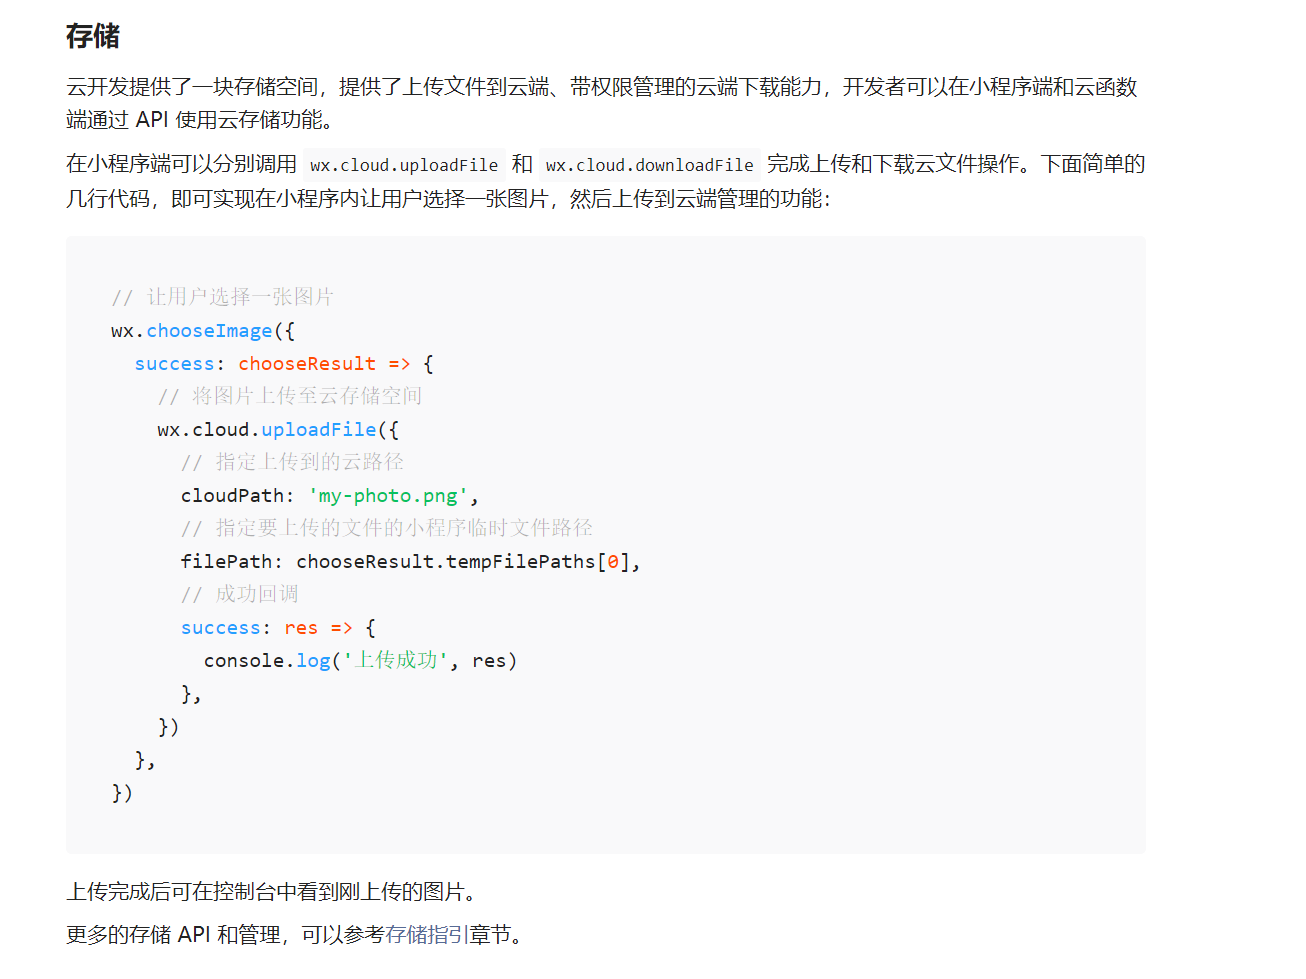 存储
云开发提供了一块存储空间，提供了上传文件到云端、带权限管理的云端下载能力，开发者可以在小程序端和云函数
端通过 API 使用云存储功能。
在小程序端可以分别调用 wx.cloud.uploadFile 和 wx.cloud.downloadFile 完成上传和下载云文件操作。下面简单的
几行代码，即可实现在小程序内让用户选择一张图片，然后上传到云端管理的功能：
// 让用户选择一张图片
wx.chooseImage({
  success: chooseResult => {
    // 将图片上传至云存储空间
    wx.cloud.uploadFile({
      // 指定上传到的云路径
      cloudPath: 'my-photo.png',
      // 指定要上传的文件的小程序临时文件路径
      filePath: chooseResult.tempFilePaths[0],
      // 成功回调
      success: res => {
        console.log('上传成功', res)
      },
    })
  },
})
上传完成后可在控制台中看到刚上传的图片。
更多的存储 API 和管理，可以参考存储指引章节。